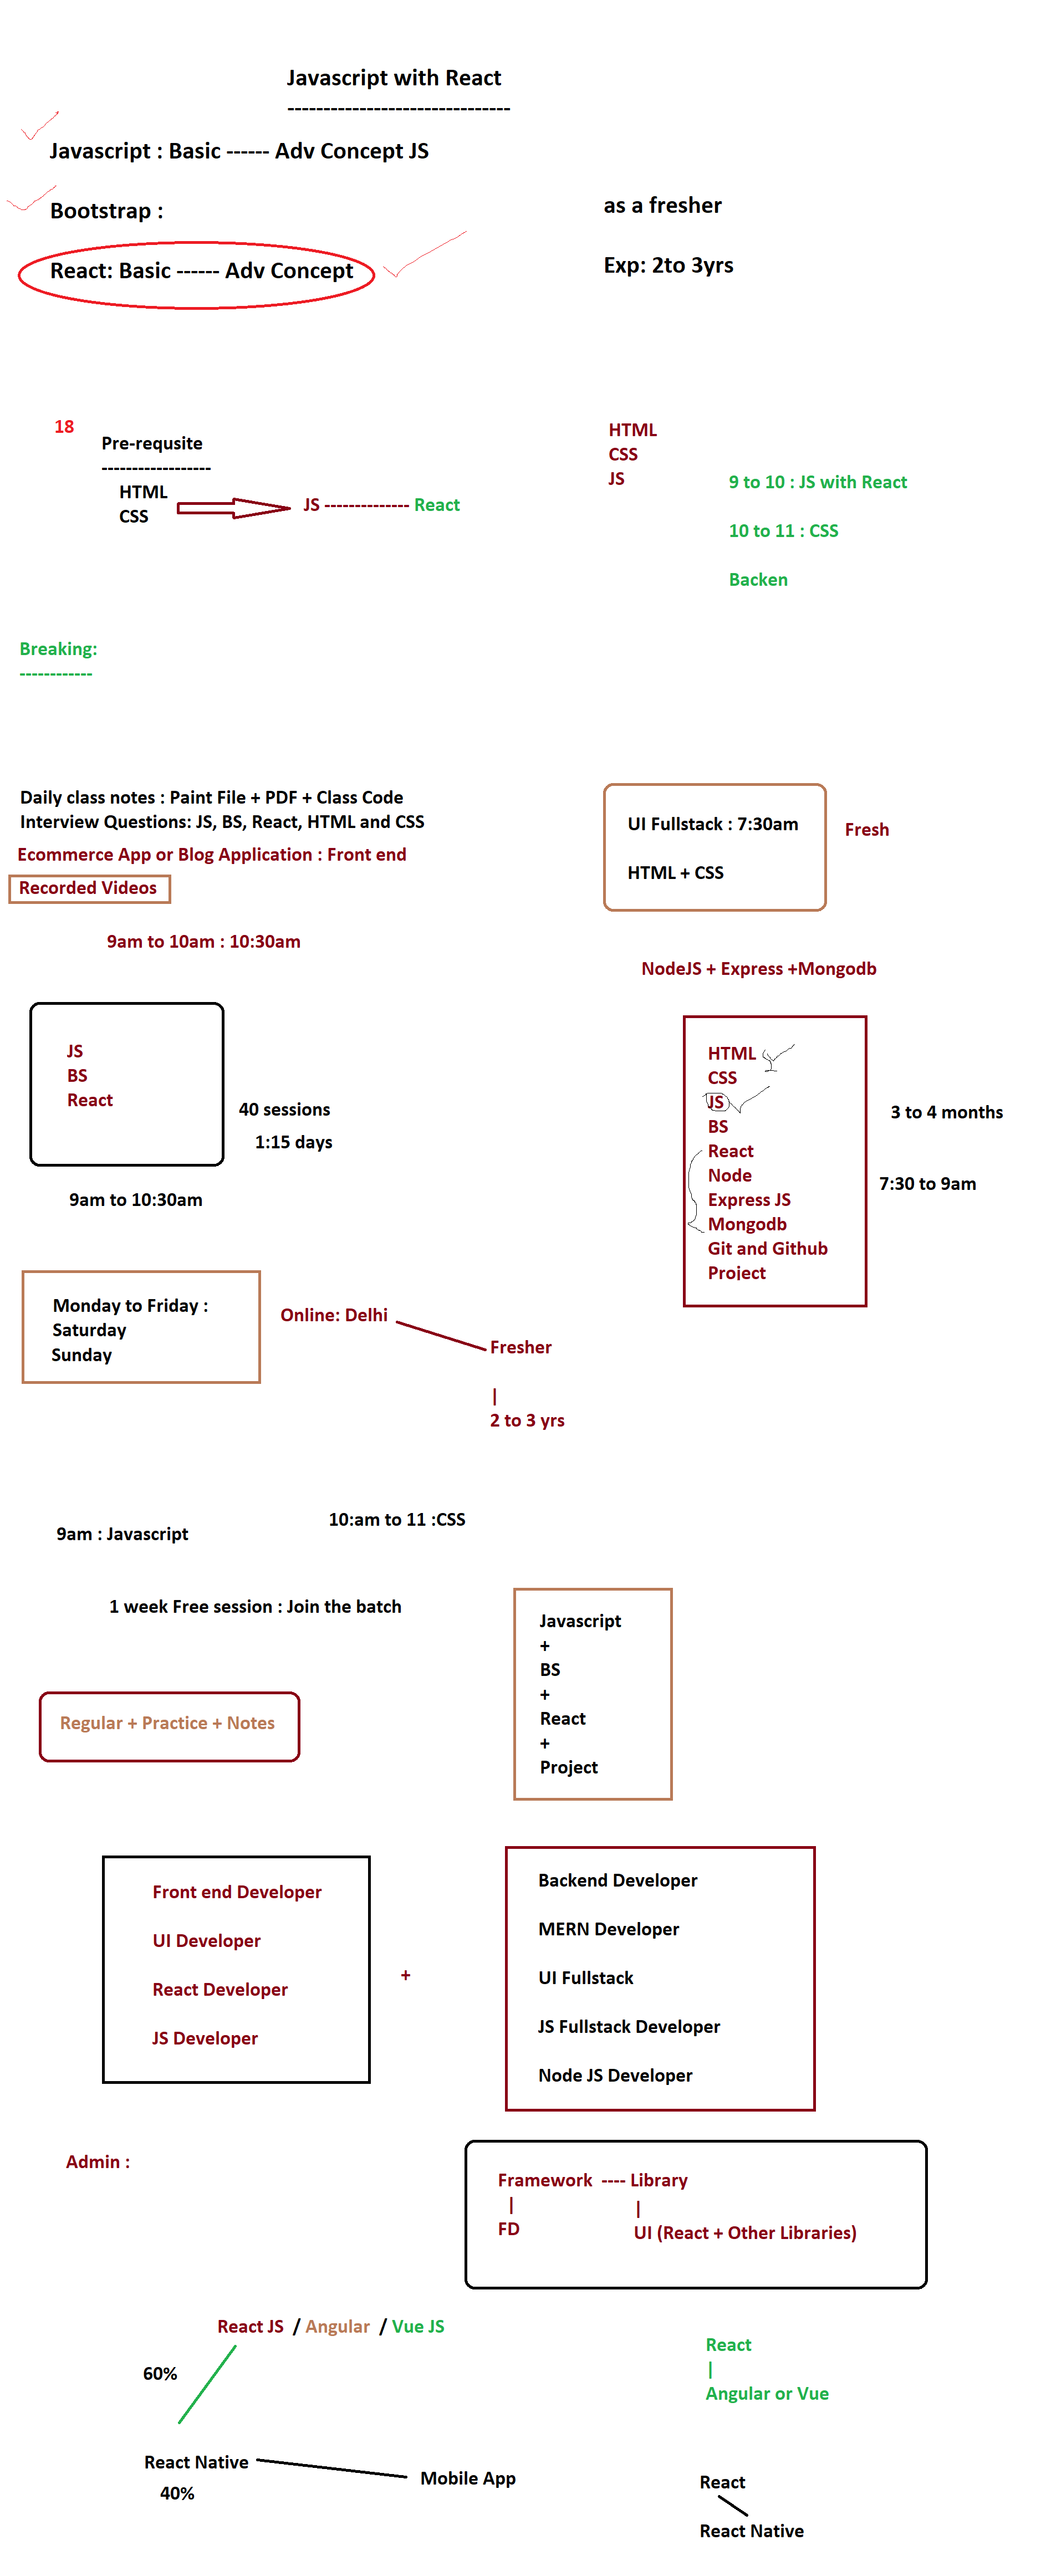 Javascript with React
-------------------------------
Javascript : Basic ------ Adv Concept JS
Bootstrap :
as a fresher
React: Basic ------ Adv Concept
Exp: 2to 3yrs
18
Pre-requsite
------------------
HTML
CSS
JS -------------- React
HTML
CSS
JS
9 to 10 : JS with React
10 to 11 : CSS
Backen
Breaking:
------------
Daily class notes : Paint File + PDF + Class Code
Interview Questions: JS, BS, React, HTML and CSS
Ecommerce App or Blog Application : Front end
Recorded Videos
9am to 10am : 10:30am
UI Fullstack : 7:30am
HTML + CSS
Fresh
NodeJS + Express +Mongodb
JS
BS
React
40 sessions
1:15 days
9am to 10:30am
HTML
CSS
JS
BS
React
Node
Express JS
Mongodb
Git and Github
Project
3 to 4 months
7:30 to 9am
Monday to Friday :
Saturday
Sunday
Online: Delhi
Fresher
|
2 to 3 yrs
9am : Javascript
10:am to 11 :CSS
1 week Free session : Join the batch
Javascript
+
BS
+
React
+
Project
Regular + Practice + Notes
Front end Developer
UI Developer
React Developer
JS Developer
+
Backend Developer
MERN Developer
UI Fullstack
JS Fullstack Developer
Node JS Developer
Admin :
Framework ---- Library
| |
FD
UI (React + Other Libraries)
React JS / Angular / Vue JS
60%
React Native
40%
Mobile App
React
|
Angular or Vue
React
React Native